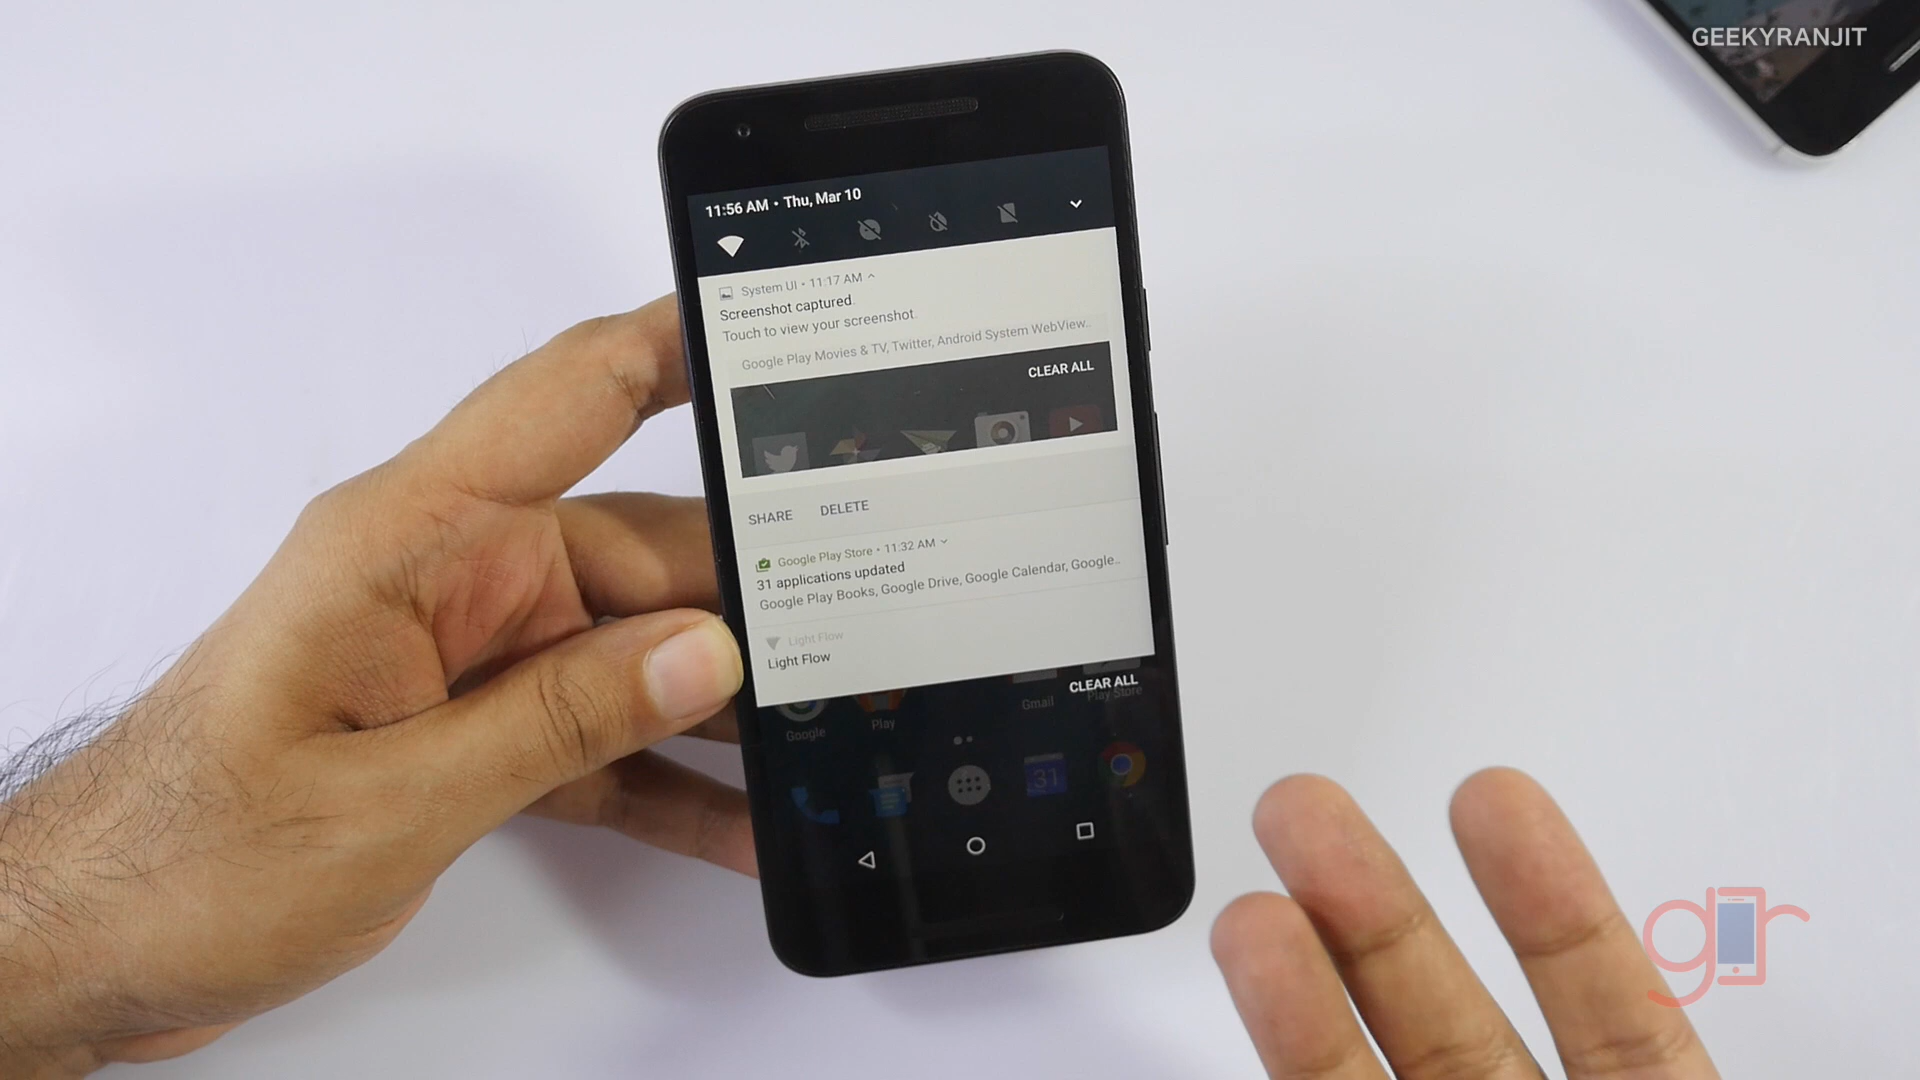 GEEKYRANJIT
11:56 AM • Thu, Mar 10
System UI • 11:17 AM
Screenshot captured.
Touch to view your screenshot.
Google Play Movies & TV, Twitter, Android System WebView..
CLEAR ALL
SHARE DELETE
Google Play Store • 11:32 AM
31 applications updated
Google Play Books, Google Drive, Google Calendar, Google..
Light Flow
Light Flow
CLEAR ALL
Google Play Gmail Play Store
31
gr